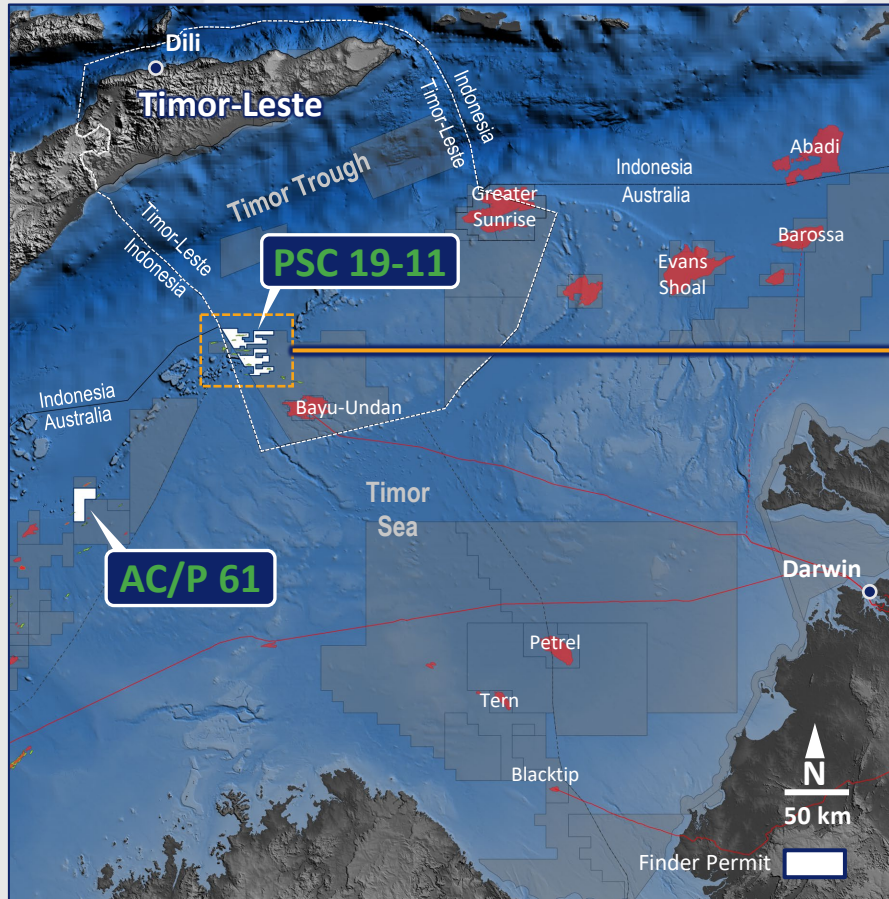 Dili
Timor-Leste
Indonesia
Timor-Leste
Timor Trough
Abadi
Indonesia
Australia
Greater
Sunrise
Timor-Leste
Indonesia
PSC 19-11
Barossa
Evans
Shoal
Indonesia
Australia
Bayu-Undan
Timor
Sea
AC/P 61
Darwin
Petrel
Tern
Blacktip
N
50 km
Finder Permit